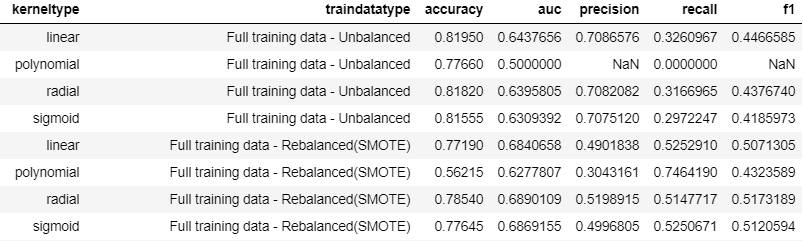 kerneltype traindatatype accuracy auc precision recall f1
linear Full training data - Unbalanced 0.81950 0.6437656 0.7086576 0.3260967 0.4466585
polynomial Full training data - Unbalanced 0.77660 0.5000000 NaN 0.0000000 NaN
radial Full training data - Unbalanced 0.81820 0.6395805 0.7082082 0.3166965 0.4376740
sigmoid Full training data - Unbalanced 0.81555 0.6309392 0.7075120 0.2972247 0.4185973
linear Full training data - Rebalanced(SMOTE) 0.77190 0.6840658 0.4901838 0.5252910 0.5071305
polynomial Full training data - Rebalanced(SMOTE) 0.56215 0.6277807 0.3043161 0.7464190 0.4323589
radial Full training data - Rebalanced(SMOTE) 0.78540 0.6890109 0.5198915 0.5147717 0.5173189
sigmoid Full training data - Rebalanced(SMOTE) 0.77645 0.6869155 0.4996805 0.5250671 0.5120594